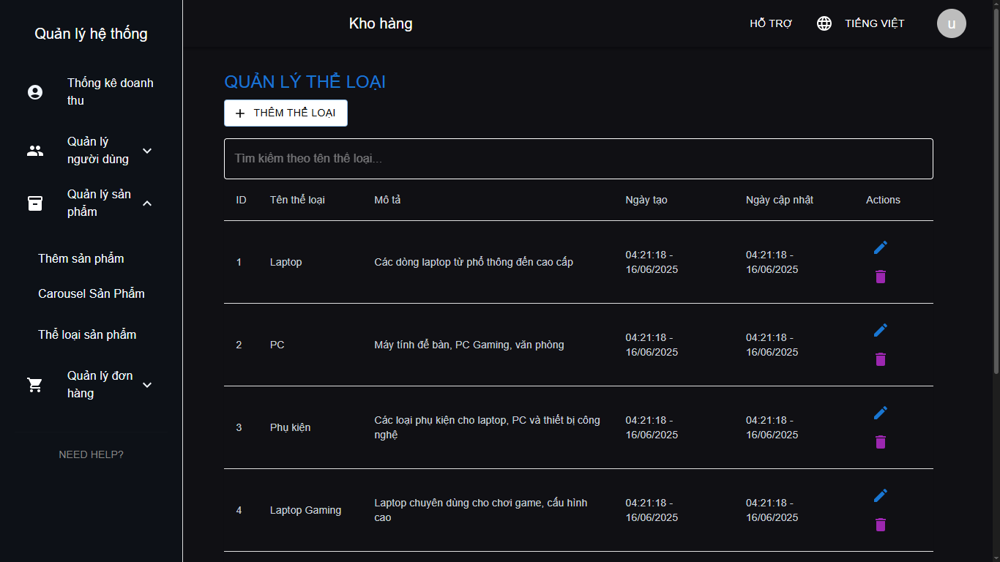 Quản lý hệ thống
Thống kê doanh
thu
Quản lý
người dùng
Quản lý sản
phẩm
Thêm sản phẩm
Carousel Sản Phẩm
Thể loại sản phẩm
Quản lý đơn
hàng
NEED HELP?
Kho hàng
HỖ TRỢ
TIẾNG VIỆT
u
QUẢN LÝ THỂ LOẠI
THÊM THỂ LOẠI
Tìm kiếm theo tên thể loại...
ID Tên thể loại Mô tả Ngày tạo Ngày cập nhật Actions
1 Laptop Các dòng laptop từ phổ thông đến cao cấp 04:21:18 - 04:21:18 -
16/06/2025 16/06/2025
2 PC Máy tính để bàn, PC Gaming, văn phòng 04:21:18 - 04:21:18 -
16/06/2025 16/06/2025
3 Phụ kiện Các loại phụ kiện cho laptop, PC và thiết bị công 04:21:18 - 04:21:18 -
nghệ 16/06/2025 16/06/2025
4 Laptop Gaming Laptop chuyên dùng cho chơi game, cấu hình 04:21:18 - 04:21:18 -
cao 16/06/2025 16/06/2025